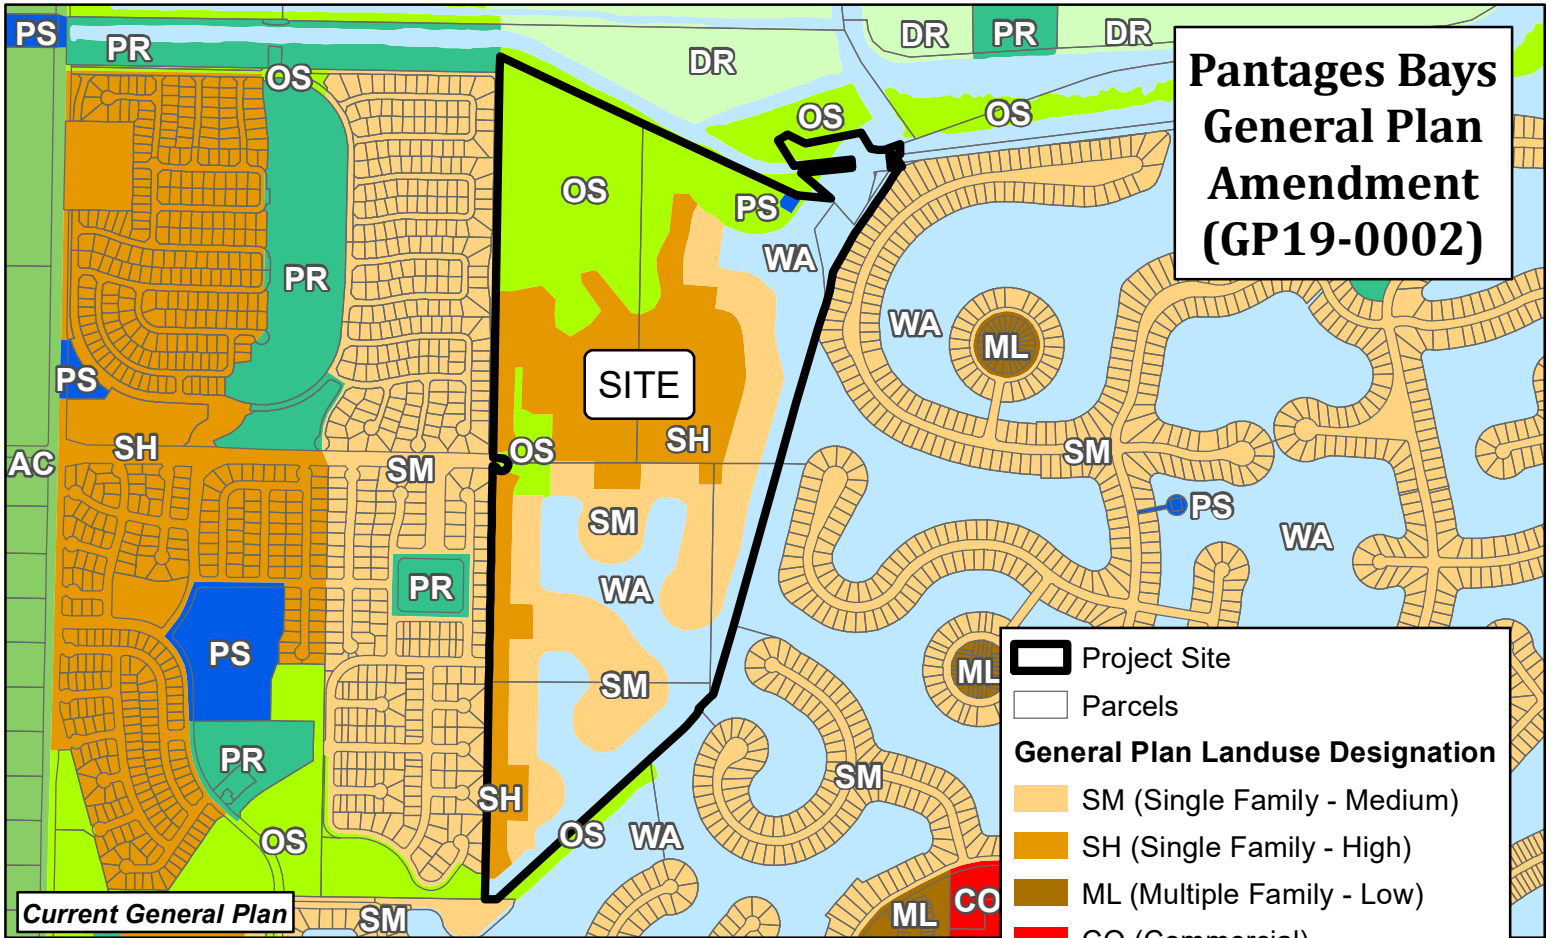 PS
PR
OS
DR
DR
PR
DR
Pantages Bays
General Plan
Amendment
(GP19-0002)
OS
OS
OS
PS
WA
PR
WA
ML
PS
SITE
SH
AC
SM
OS
SH
SM
PS
WA
SM
WA
PR
PS
SM
ML
PR
SH
SM
OS
OS
WA
SM
ML
CO
Current General Plan
Project Site
Parcels
General Plan Landuse Designation
SM (Single Family - Medium)
SH (Single Family - High)
ML (Multiple Family - Low)
CO (Commercial)